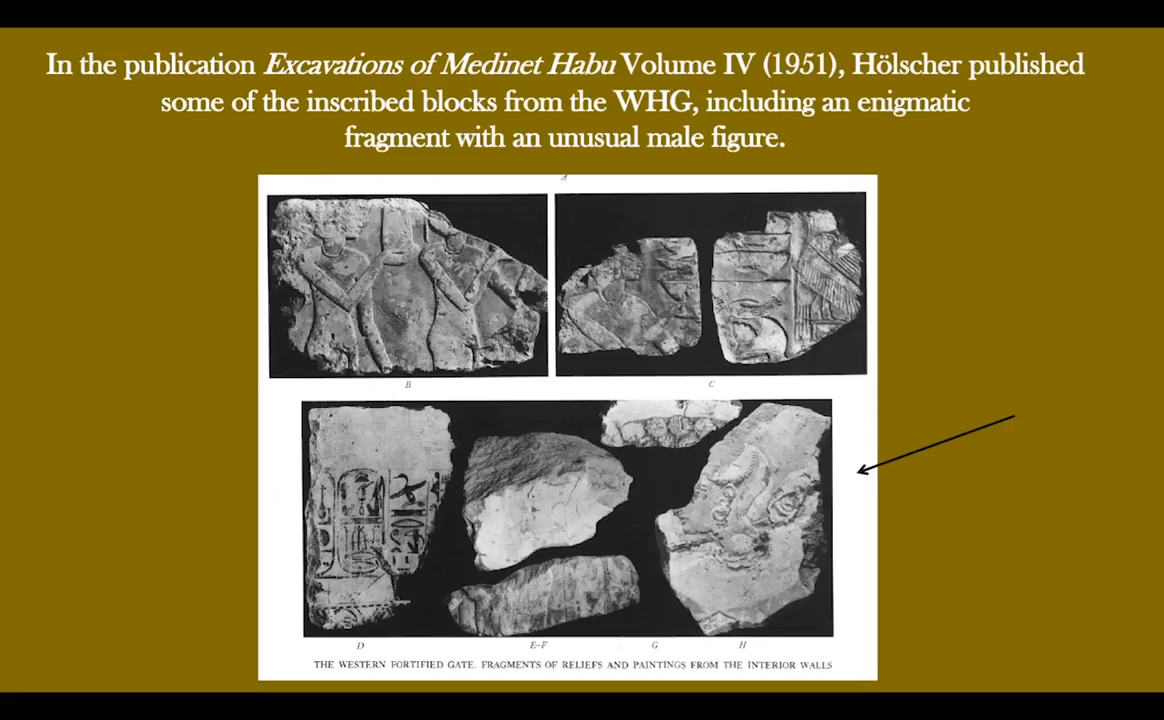 In the publication Excavations of Medinet Habu Volume IV (1951), Hölscher published
some of the inscribed blocks from the WHG, including an enigmatic
fragment with an unusual male figure.
A
B
C
D
E–F
G
H
THE WESTERN FORTIFIED GATE. FRAGMENTS OF RELIEFS AND PAINTINGS FROM THE INTERIOR WALLS